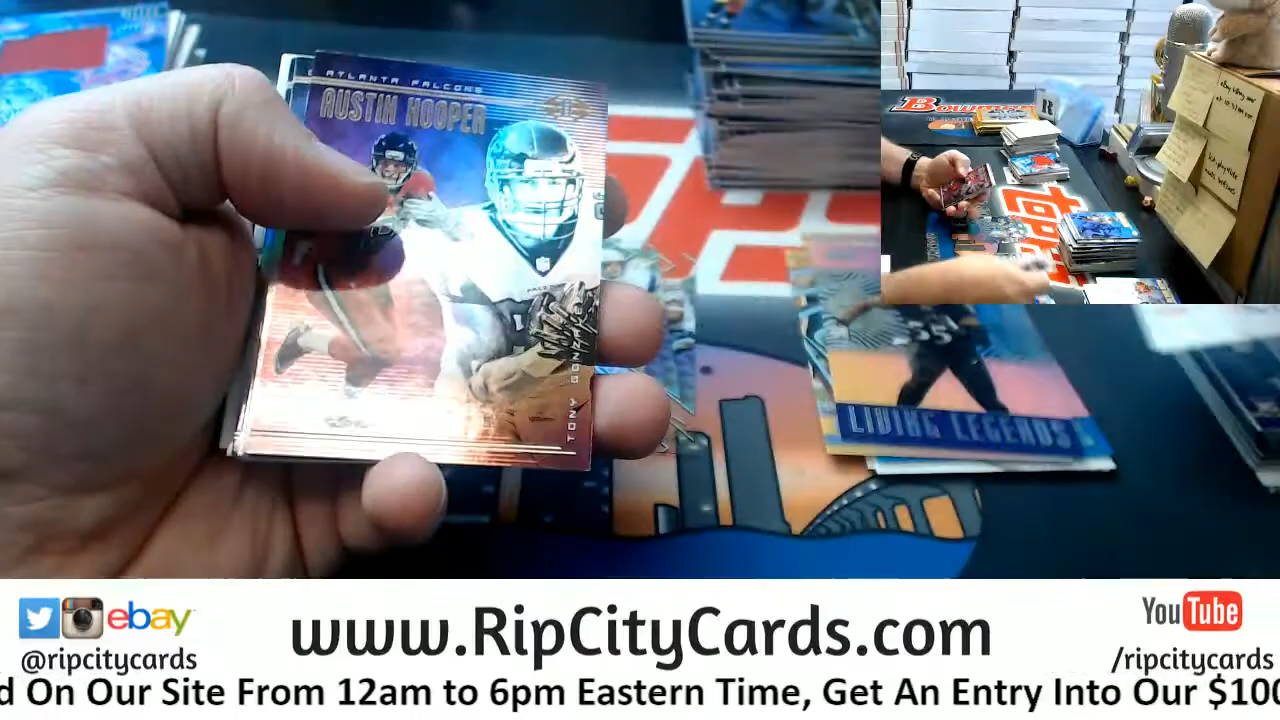 ATLANTA FALCONS
AUSTIN HOOPER
TONY GONZALEZ
LIVING LEGENDS
Bowman
topps
ebay
@ripcitycards
www.RipCityCards.com
YouTube
/ripcitycards
d On Our Site From 12am to 6pm Eastern Time, Get An Entry Into Our $100